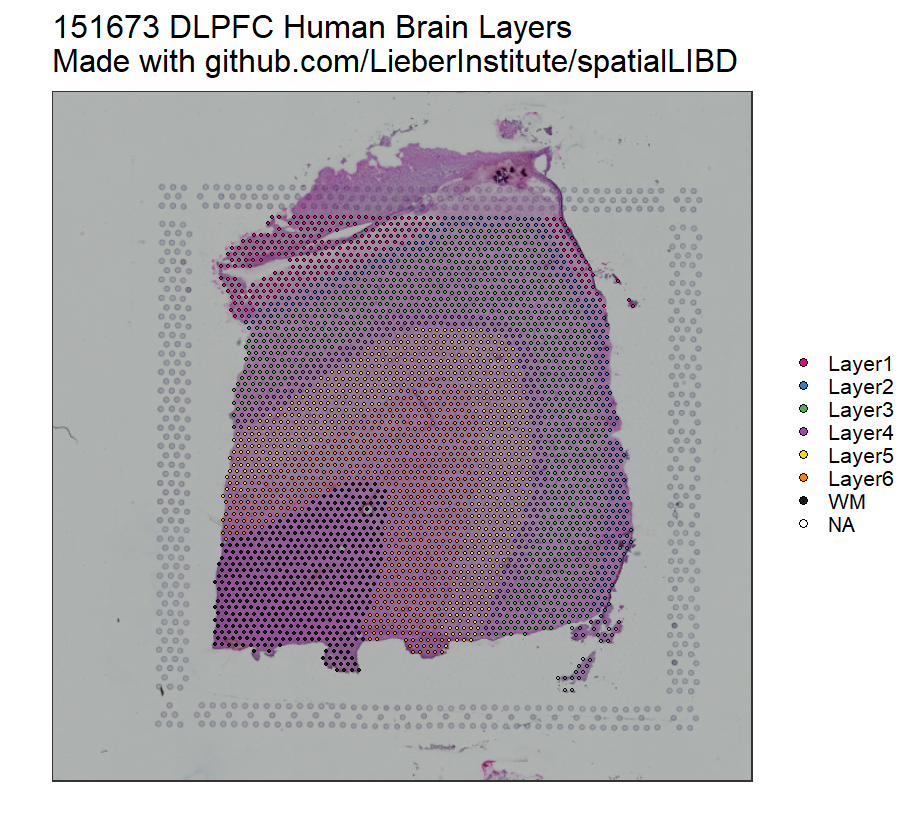 151673 DLPFC Human Brain Layers
Made with github.com/LieberInstitute/spatialLIBD
Layer1
Layer2
Layer3
Layer4
Layer5
Layer6
WM
NA